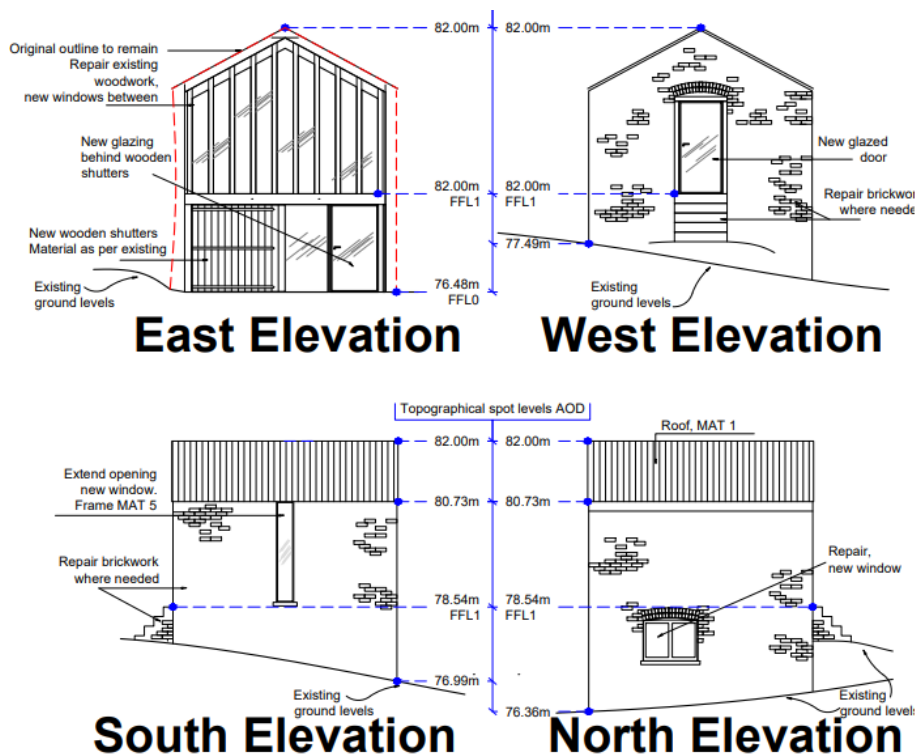 Original outline to remain
Repair existing
woodwork,
new windows between
New glazing
behind wooden
shutters
New wooden shutters
Material as per existing
Existing
ground levels
82.00m
82.00m
FFL1
76.48m
FFL0
East Elevation
82.00m
82.00m
FFL1
77.49m
New glazed
door
Repair brickwork
where needed
Existing
ground levels
West Elevation
Topographical spot levels AOD
Extend opening
new window.
Frame MAT 5
Repair brickwork
where needed
82.00m
80.73m
78.54m
FFL1
76.99m
Existing
ground levels
South Elevation
82.00m
80.73m
78.54m
FFL1
76.36m
Roof, MAT 1
Repair,
new window
Existing
ground levels
North Elevation